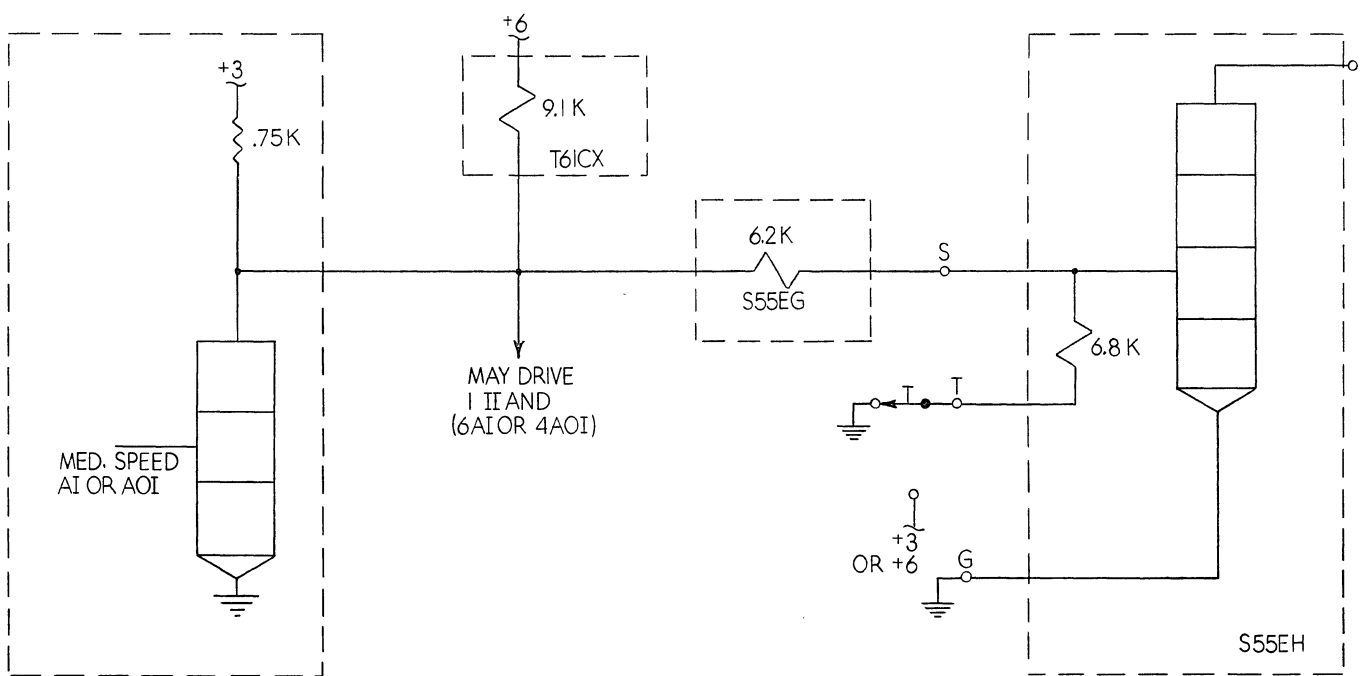 +6
+3
.75K
9.1K
T61CX
6.2K
S55EG
S
6.8K
T
T
MAY DRIVE
1 II AND
(6AI OR 4AOI)
MED. SPEED
AI OR AOI
+3
OR +6
G
S55EH